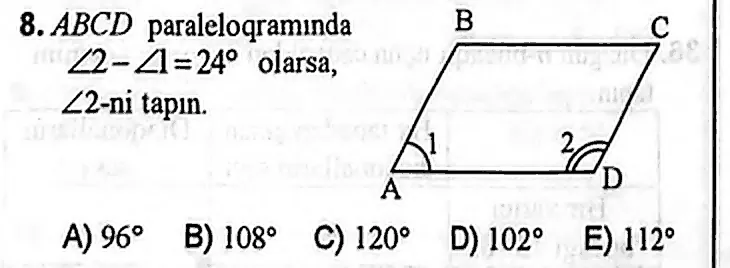 8. ABCD paraleloqramında
∠2 − ∠1 = 24° olarsa,
∠2-ni tapın.
B
C
1
2
A
D
A) 96° B) 108° C) 120° D) 102° E) 112°